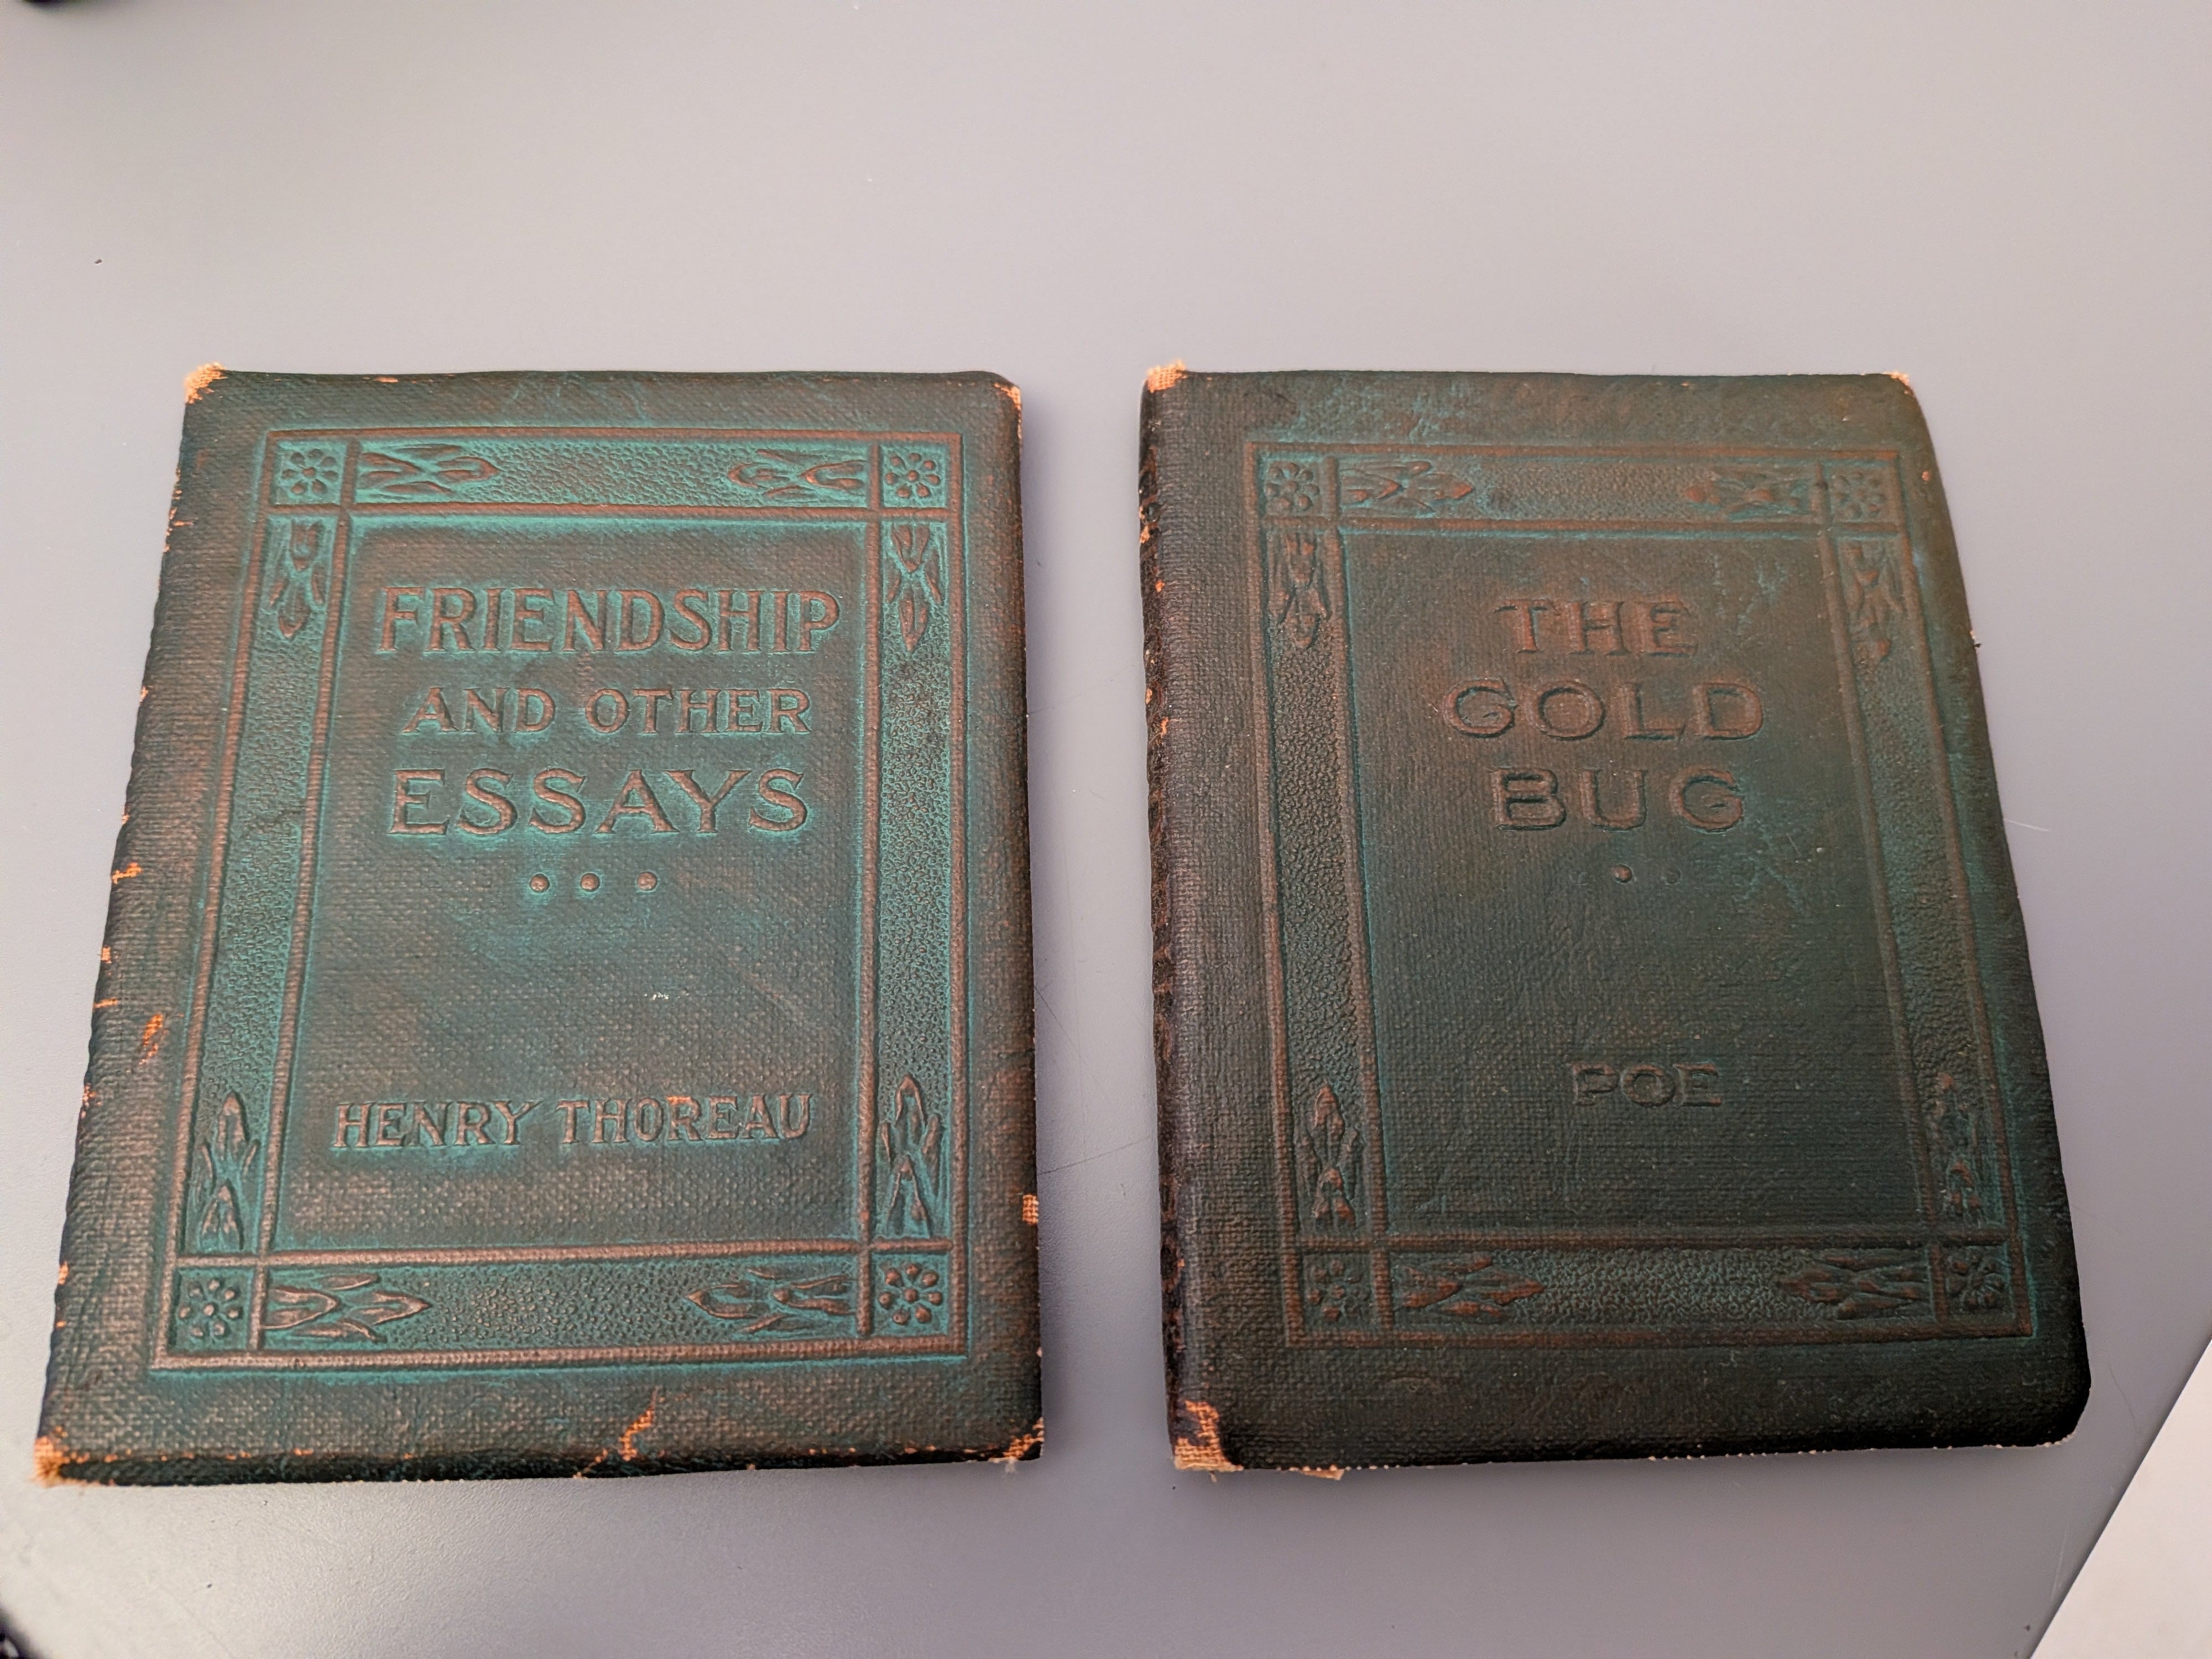 FRIENDSHIP
AND OTHER
ESSAYS
HENRY THOREAU
THE
GOLD
BUG
POE